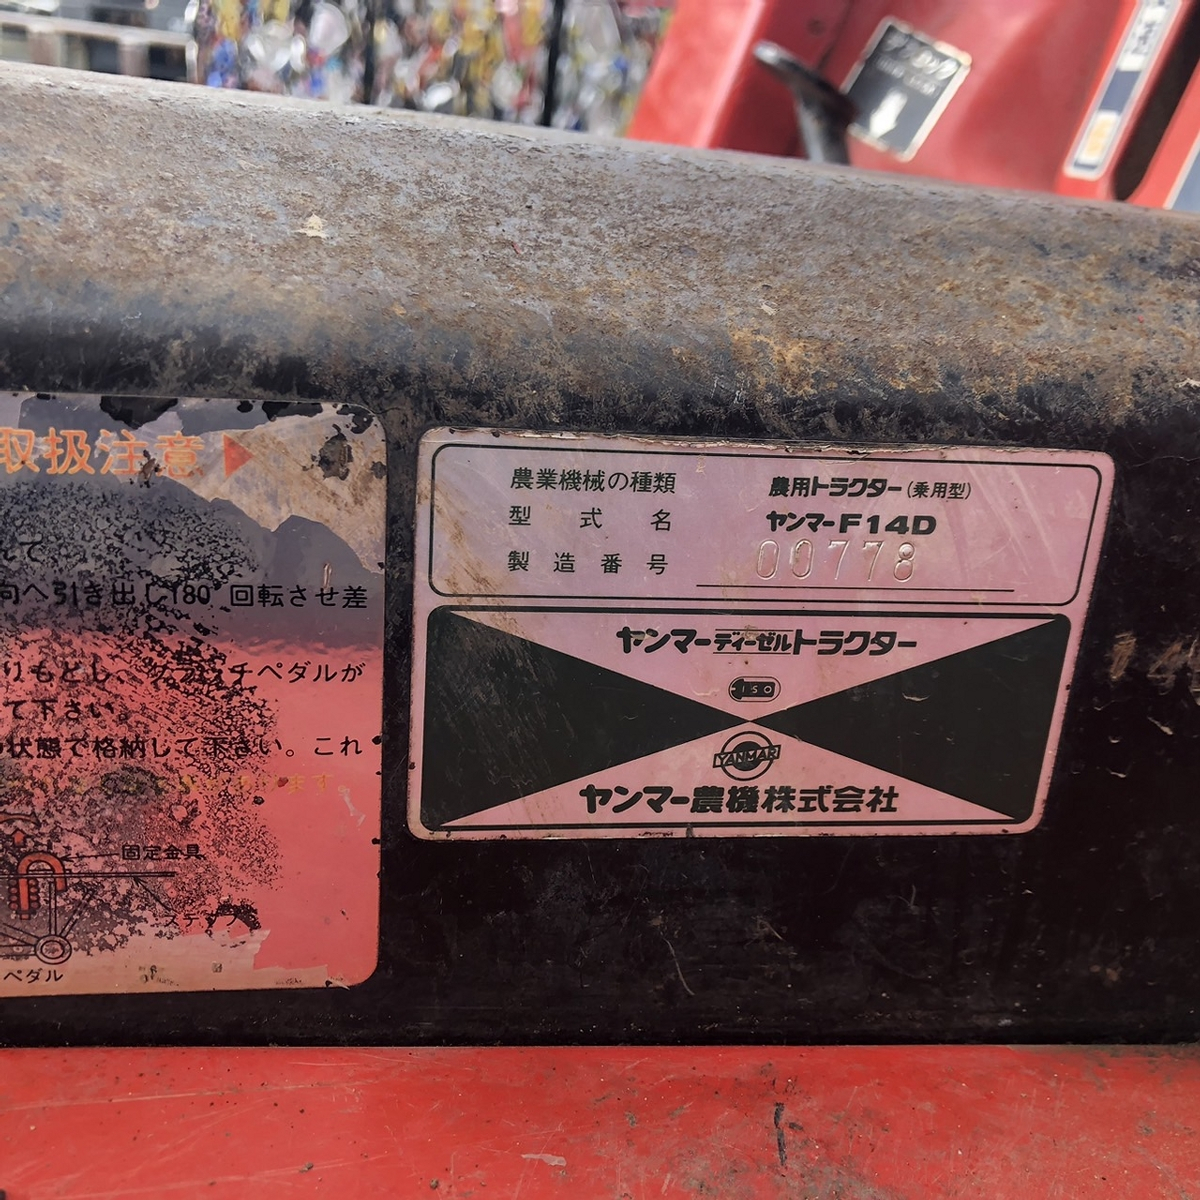 取扱注意
向へ引き出し180°回転させ差
りもどし、クラッチペダルが
て下さい。
状態で格納して下さい。これ
固定金具
ステップ
ペダル
農業機械の種類 農用トラクター(乗用型)
型式名 ヤンマーF14D
製造番号 00778
ヤンマーディーゼルトラクター
ISO
YANMAR
ヤンマー農機株式会社